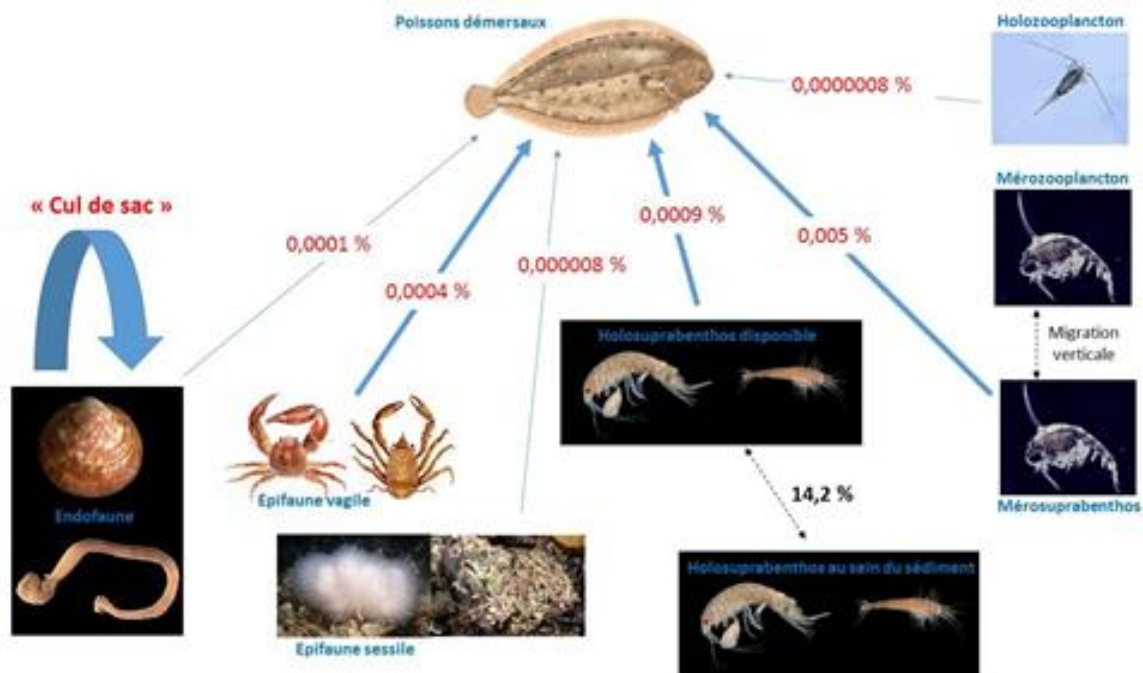 Poissons démersaux
Holozooplancton
0,0000008 %
Mérozooplancton
« Cul de sac »
0,0001 %
0,0004 %
0,000008 %
0,0009 %
0,005 %
Migration
verticale
Holosuprabenthos disponible
Endofaune
Epifaune vagile
14,2 %
Mérosuprabenthos
Holosuprabenthos au sein du sédiment
Epifaune sessile